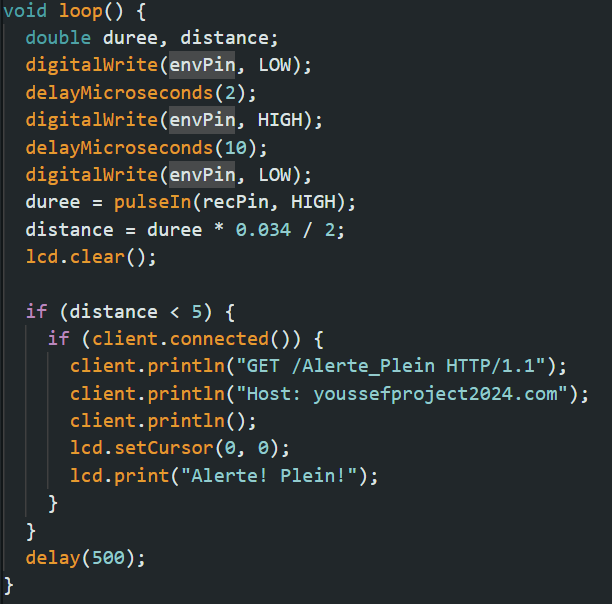 void loop() {
  double duree, distance;
  digitalWrite(envPin, LOW);
  delayMicroseconds(2);
  digitalWrite(envPin, HIGH);
  delayMicroseconds(10);
  digitalWrite(envPin, LOW);
  duree = pulseIn(recPin, HIGH);
  distance = duree * 0.034 / 2;
  lcd.clear();

  if (distance < 5) {
    if (client.connected()) {
      client.println("GET /Alerte_Plein HTTP/1.1");
      client.println("Host: youssefproject2024.com");
      client.println();
      lcd.setCursor(0, 0);
      lcd.print("Alerte! Plein!");
    }
  }
  delay(500);
}